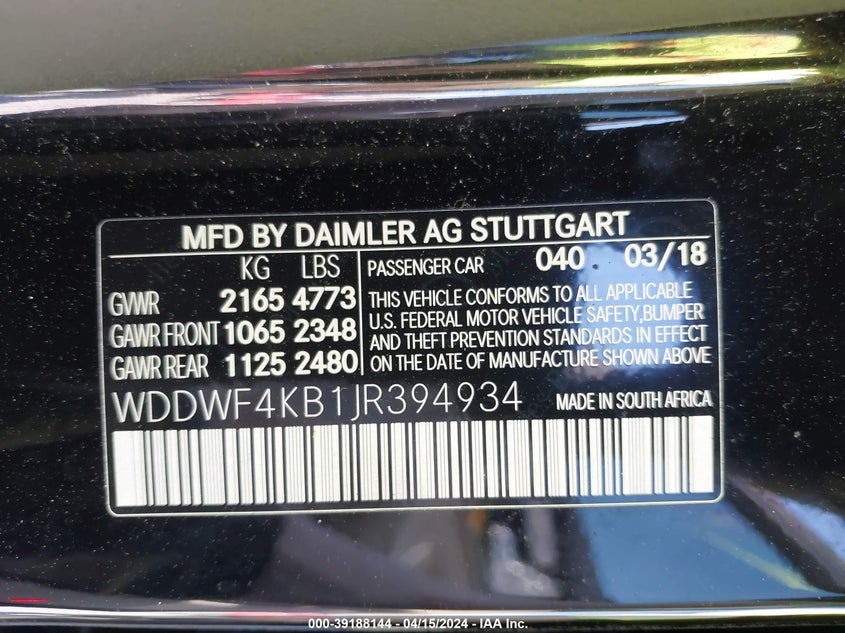 MFD BY DAIMLER AG STUTTGART
KG LBS
GVWR 2165 4773
GAWR FRONT 1065 2348
GAWR REAR 1125 2480
PASSENGER CAR 040 03/18
THIS VEHICLE CONFORMS TO ALL APPLICABLE
U.S. FEDERAL MOTOR VEHICLE SAFETY,BUMPER
AND THEFT PREVENTION STANDARDS IN EFFECT
ON THE DATE OF MANUFACTURE SHOWN ABOVE
WDDWF4KB1JR394934 MADE IN SOUTH AFRICA
000-39188144 - 04/15/2024 - IAA Inc.